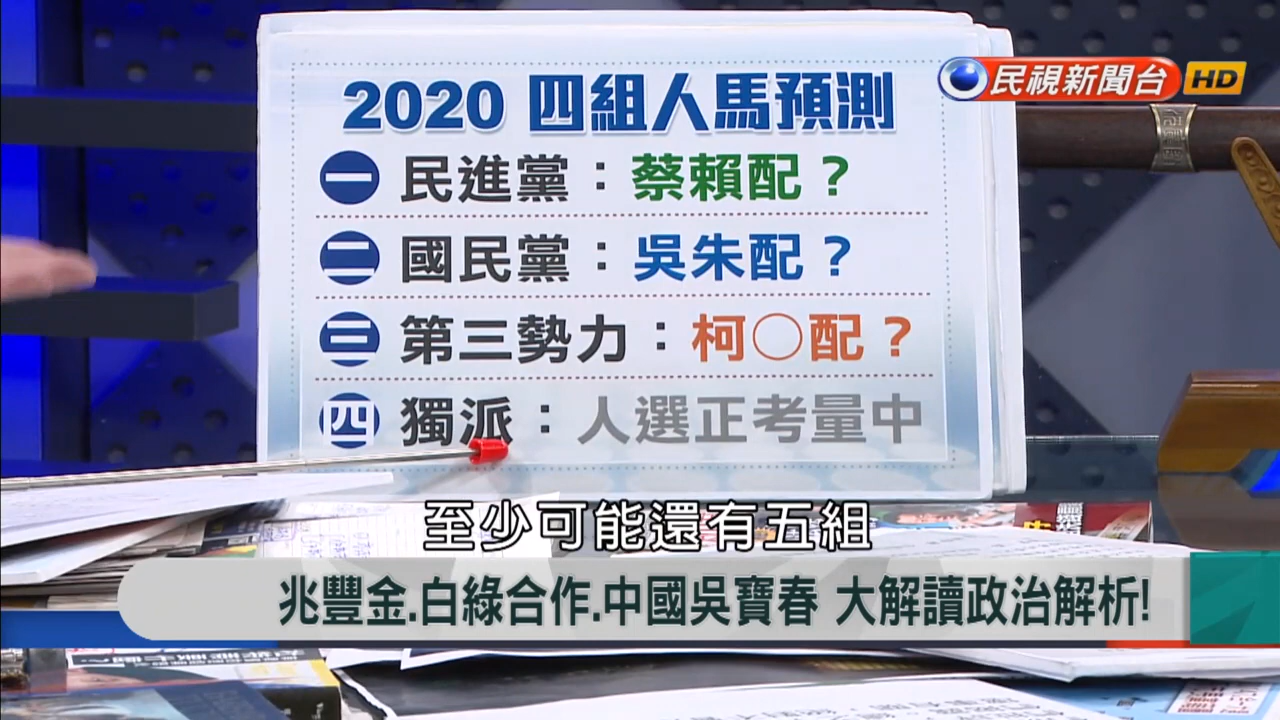 2020 四組人馬預測
民視新聞台 HD
一 民進黨：蔡賴配？
二 國民黨：吳朱配？
三 第三勢力：柯○配？
四 獨派：人選正考量中
至少可能還有五組
兆豐金.白綠合作.中國吳寶春 大解讀政治解析!